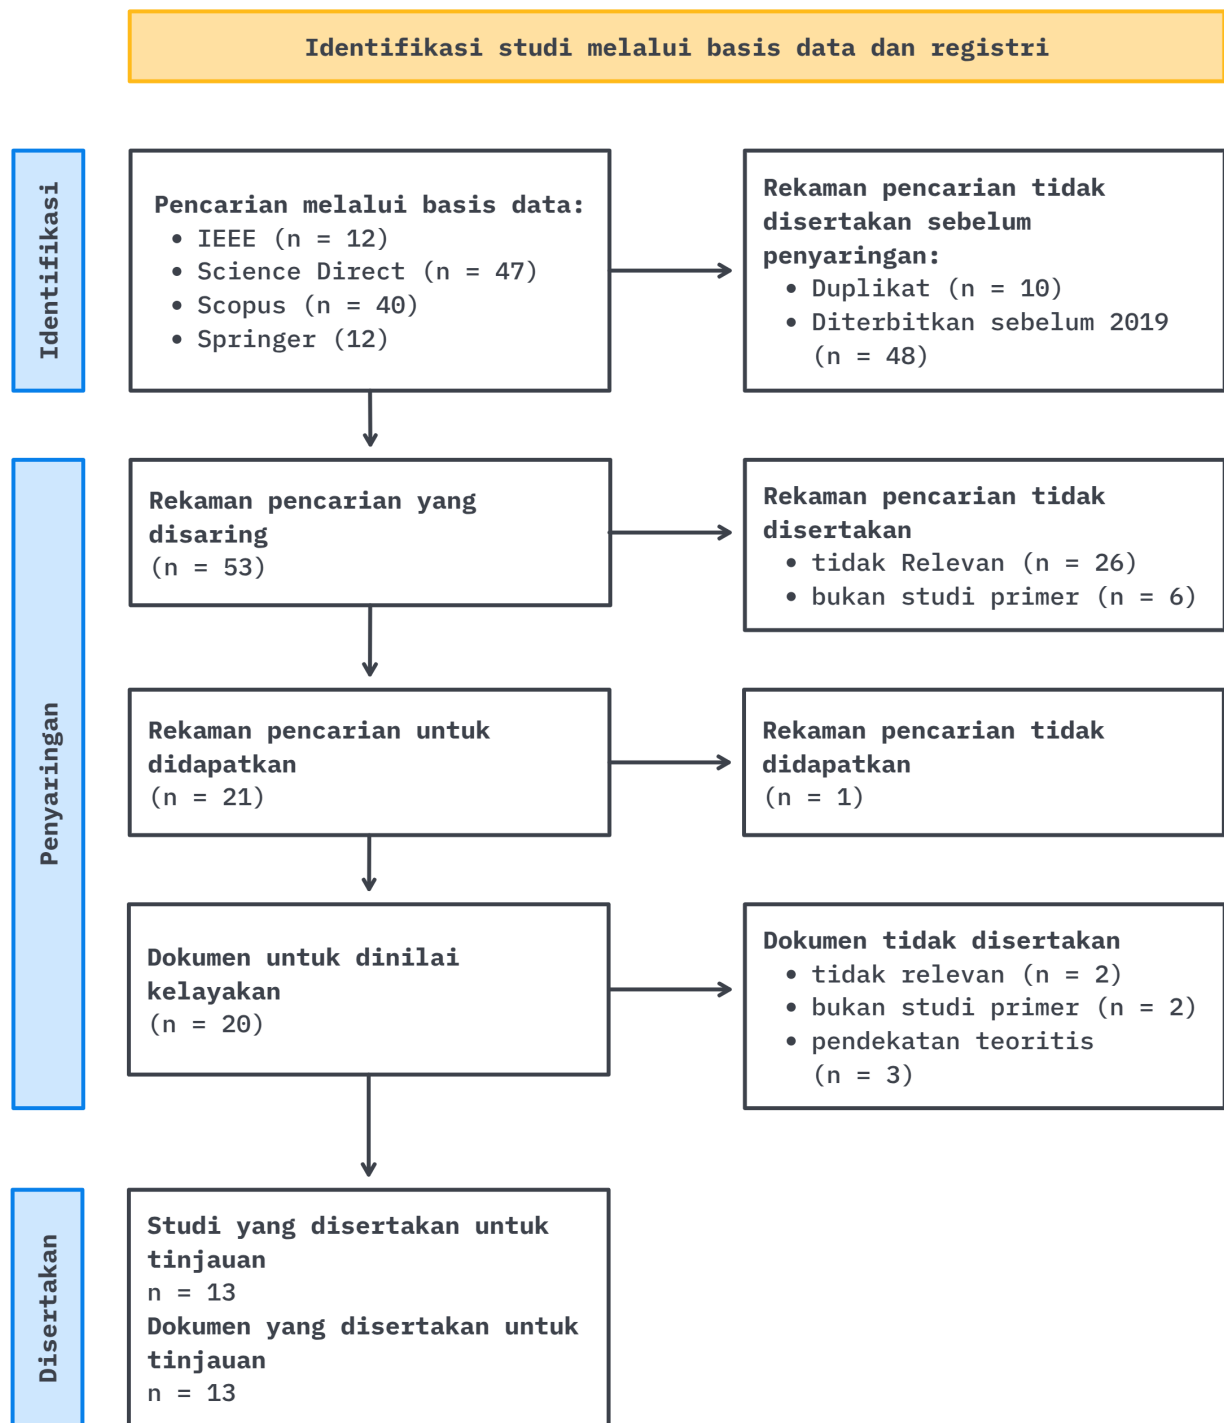 Identifikasi studi melalui basis data dan registri
Identifikasi
Pencarian melalui basis data:
• IEEE (n = 12)
• Science Direct (n = 47)
• Scopus (n = 40)
• Springer (12)
Rekaman pencarian tidak
disertakan sebelum
penyaringan:
• Duplikat (n = 10)
• Diterbitkan sebelum 2019
(n = 48)
Penyaringan
Rekaman pencarian yang
disaring
(n = 53)
Rekaman pencarian tidak
disertakan
• tidak Relevan (n = 26)
• bukan studi primer (n = 6)
Rekaman pencarian untuk
didapatkan
(n = 21)
Rekaman pencarian tidak
didapatkan
(n = 1)
Dokumen untuk dinilai
kelayakan
(n = 20)
Dokumen tidak disertakan
• tidak relevan (n = 2)
• bukan studi primer (n = 2)
• pendekatan teoritis
(n = 3)
Disertakan
Studi yang disertakan untuk
tinjauan
n = 13
Dokumen yang disertakan untuk
tinjauan
n = 13